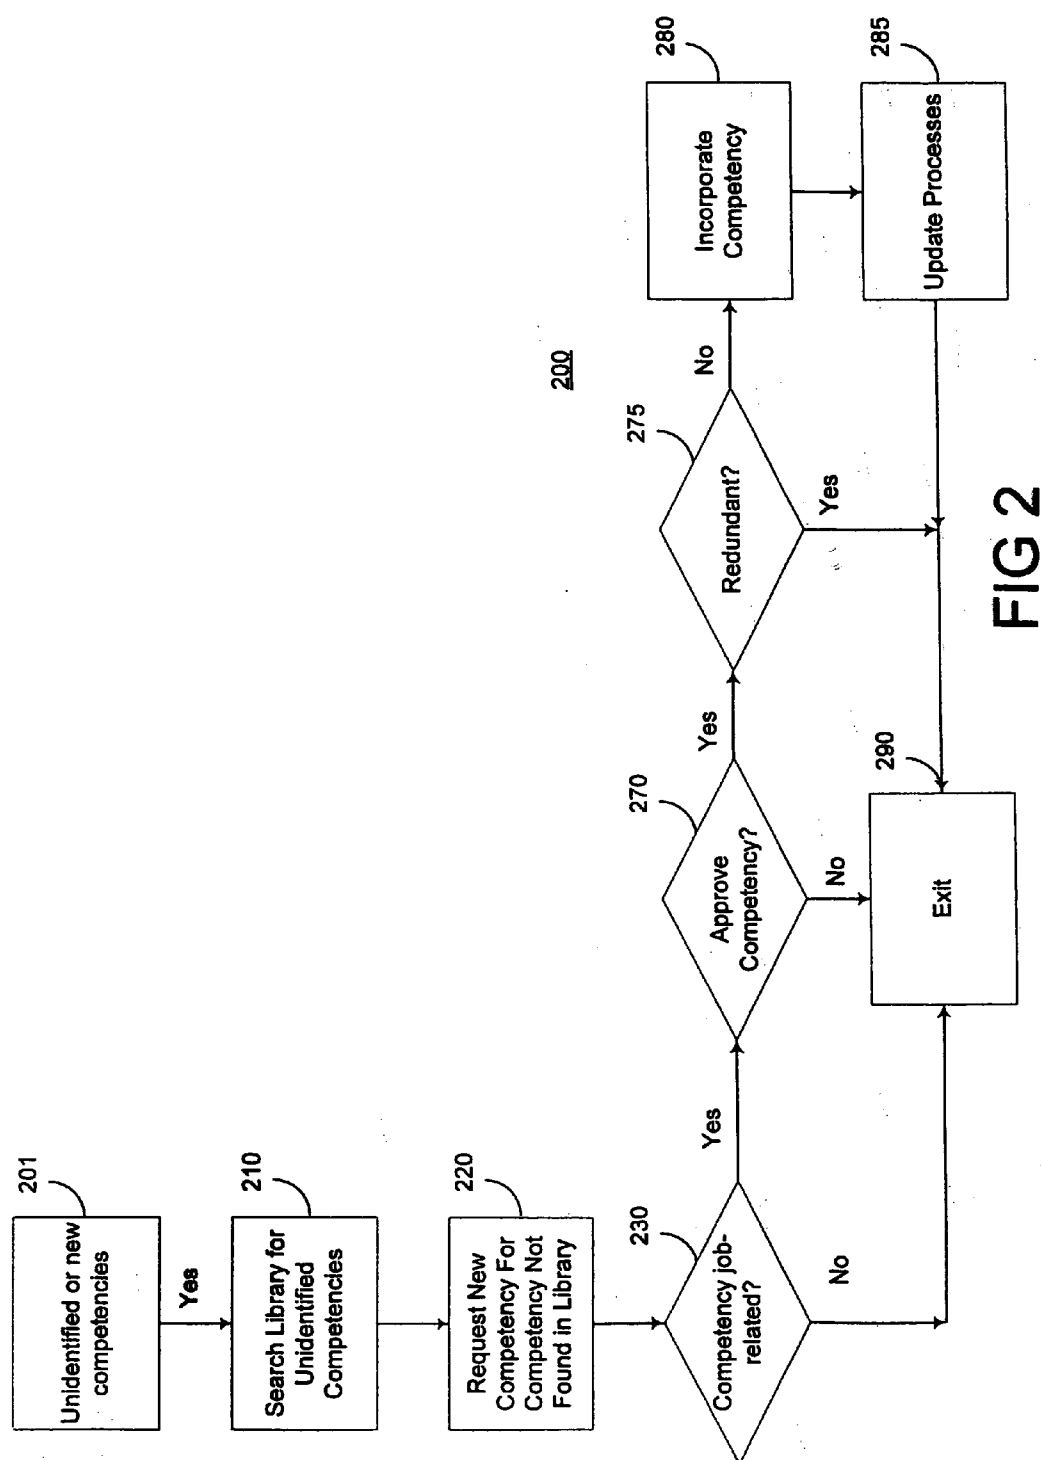 201
Unidentified or new
competencies
Yes
210
Search Library for
Unidentified
Competencies
220
Request New
Competency For
Competency Not
Found in Library
230
Competency job-
related?
No
Yes
270
Approve
Competency?
No
Yes
275
Redundant?
Yes
No
280
Incorporate
Competency
285
Update Processes
290
Exit
200
FIG 2